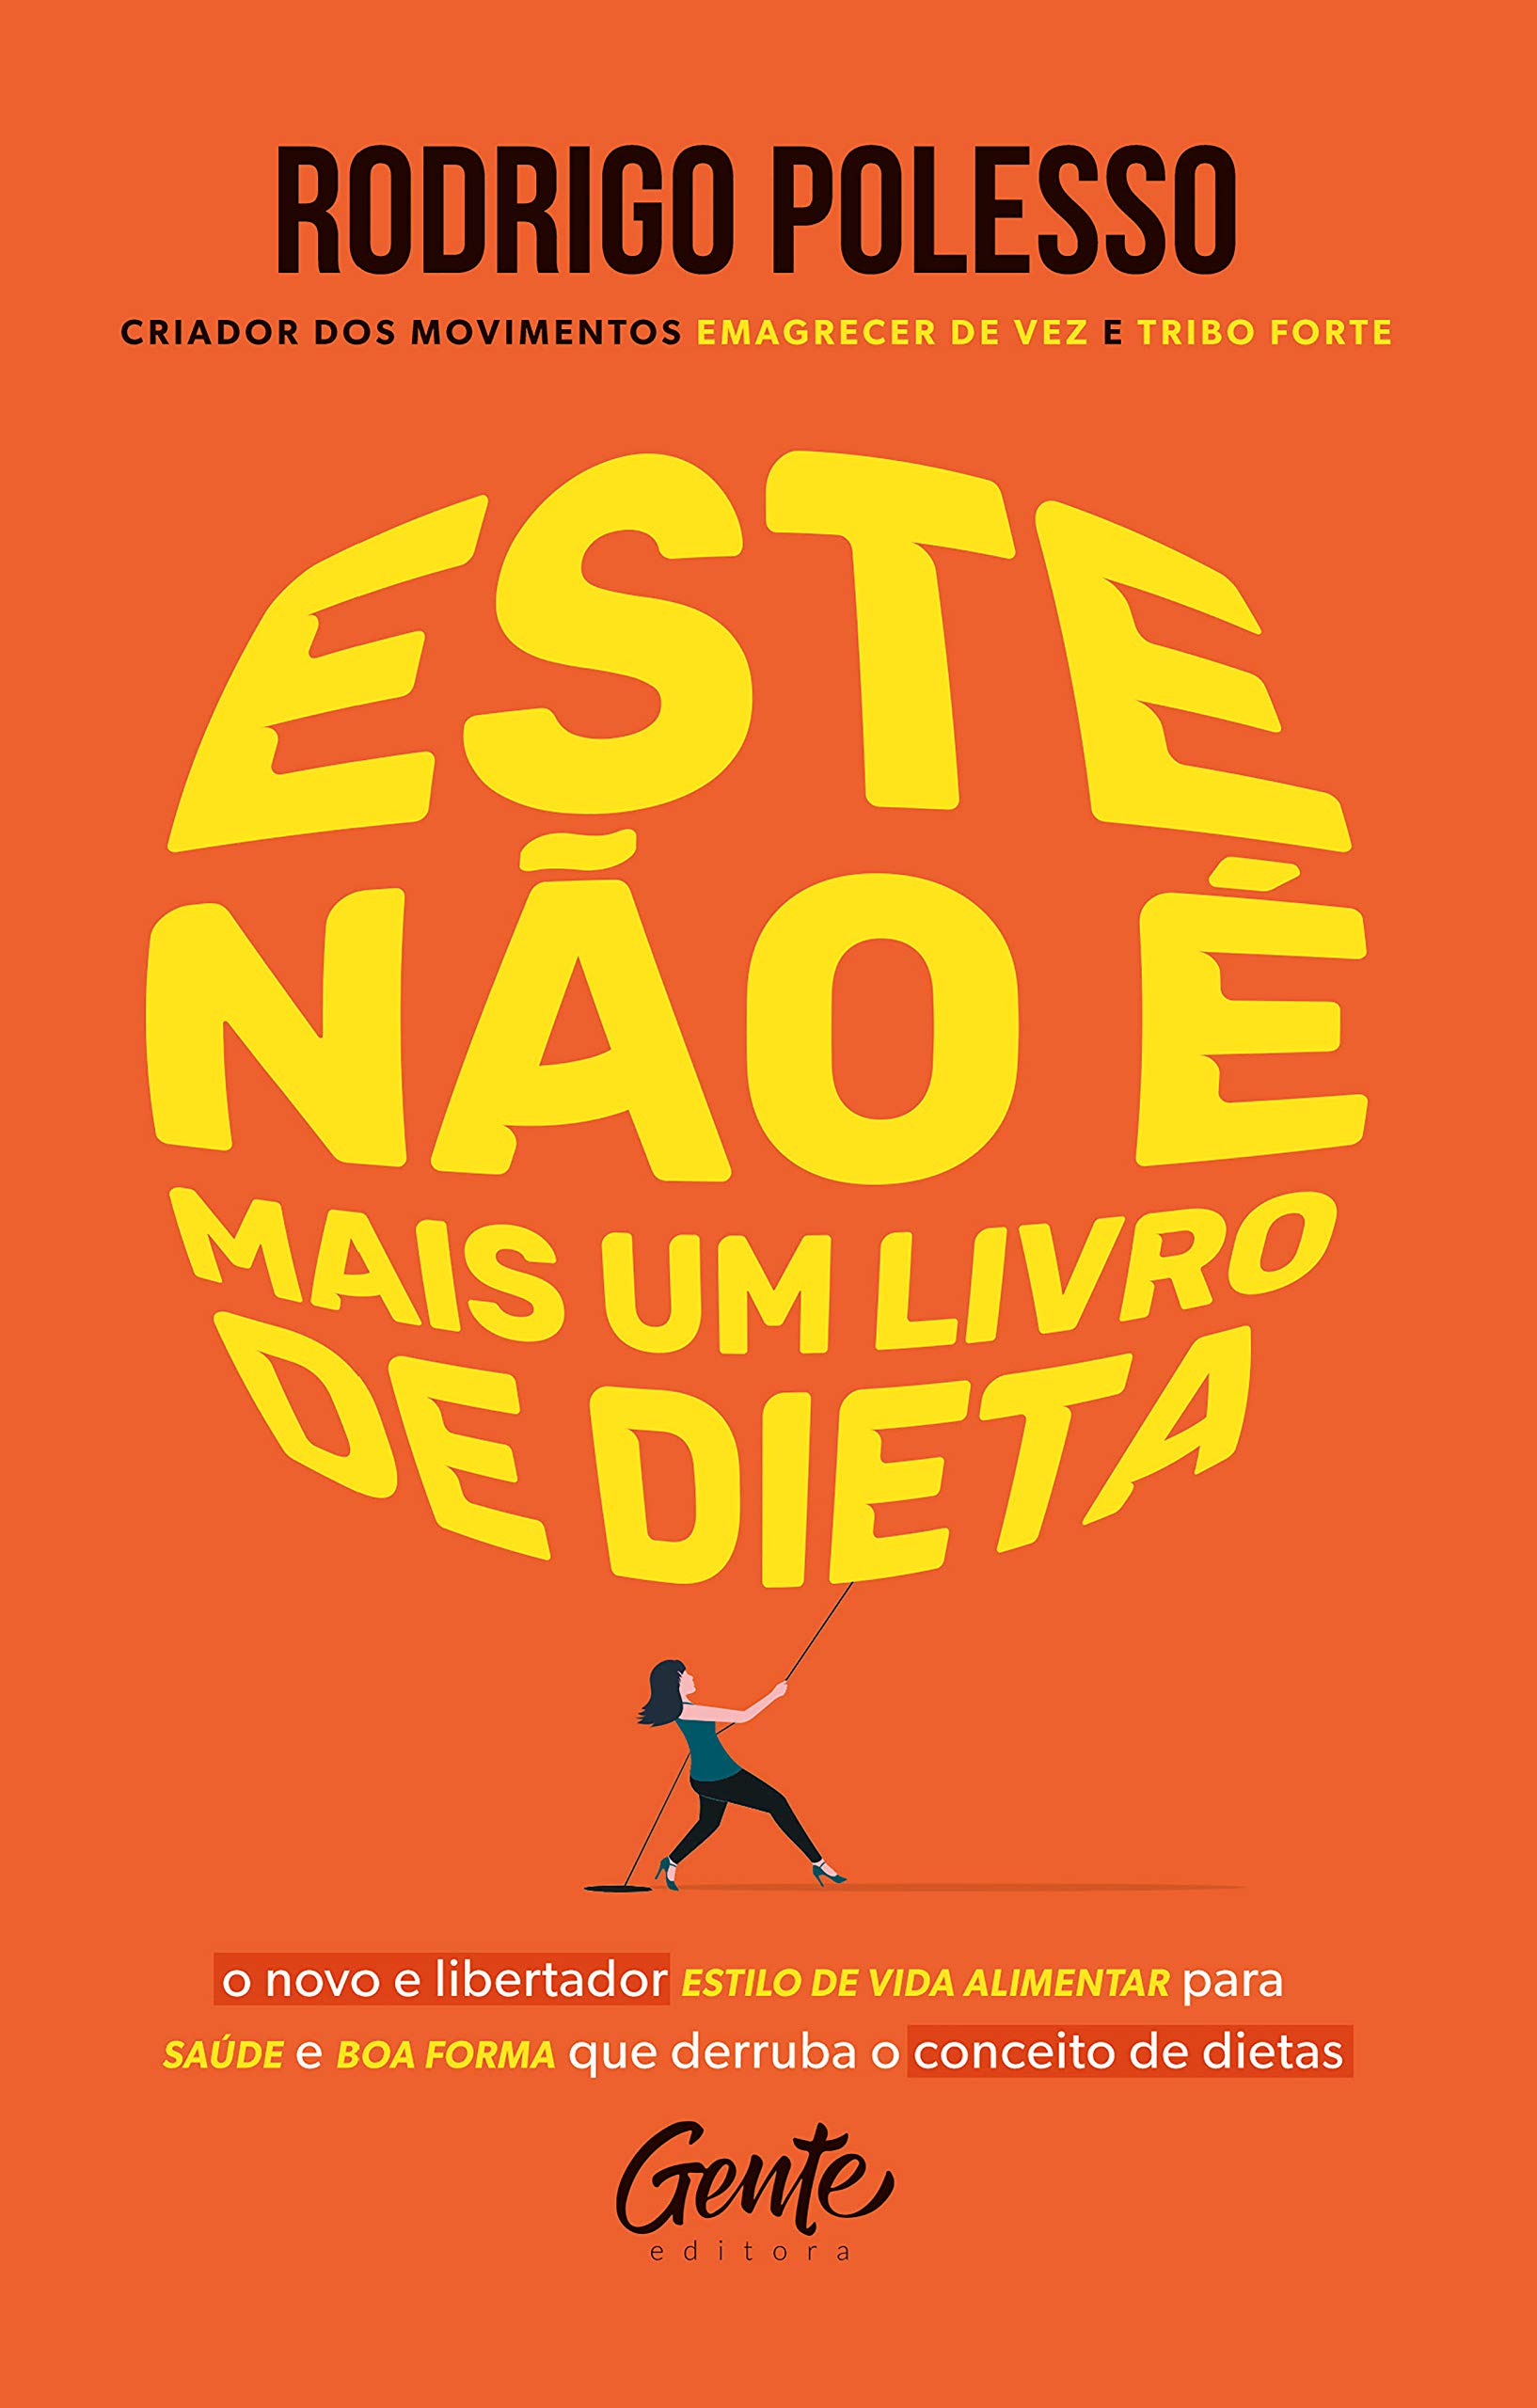 RODRIGO POLESSO
CRIADOR DOS MOVIMENTOS EMAGRECER DE VEZ E TRIBO FORTE
ESTE
NÃO É
MAIS UM LIVRO
DE DIETA
o novo e libertador ESTILO DE VIDA ALIMENTAR para
SAÚDE e BOA FORMA que derruba o conceito de dietas
Gente
editora